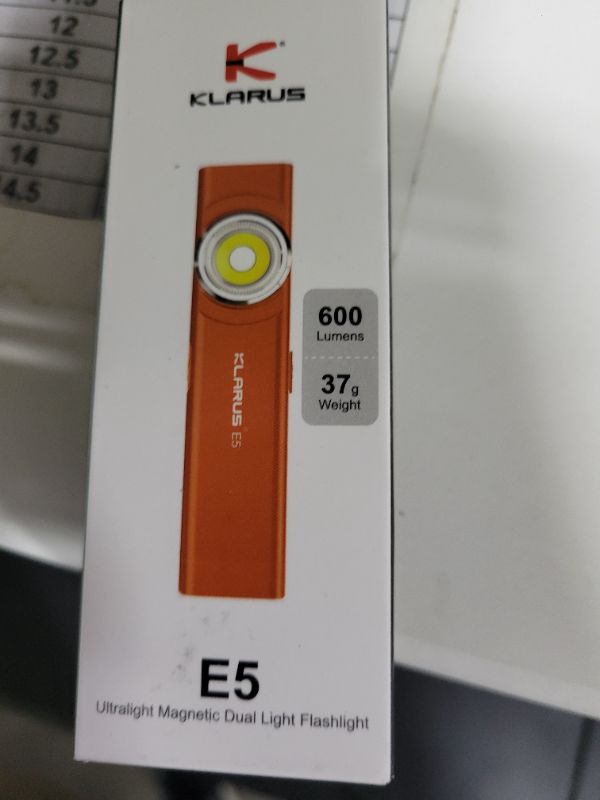 12
12.5
13
13.5
14
4.5
K
KLARUS
600
Lumens
37g
Weight
KLARUS E5
E5
Ultralight Magnetic Dual Light Flashlight